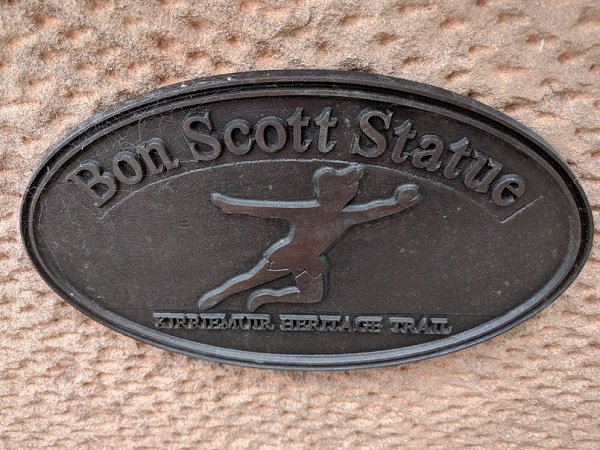 Bon Scott Statue
KIRRIEMUIR HERITAGE TRAIL